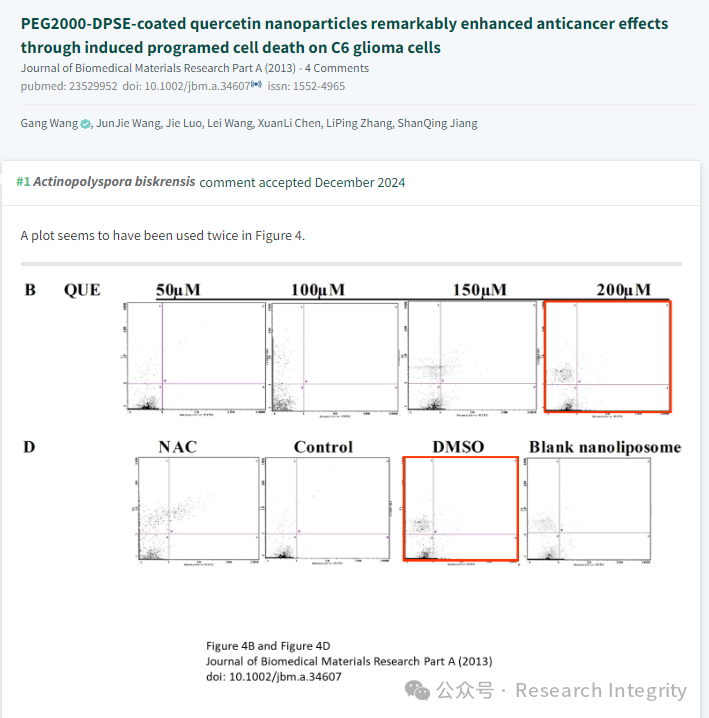 PEG2000-DPSE-coated quercetin nanoparticles remarkably enhanced anticancer effects
through induced programed cell death on C6 glioma cells
Journal of Biomedical Materials Research Part A (2013) - 4 Comments
pubmed: 23529952 doi: 10.1002/jbm.a.34607 issn: 1552-4965
Gang Wang, JunJie Wang, Jie Luo, Lei Wang, XuanLi Chen, LiPing Zhang, ShanQing Jiang
#1 Actinopolyspora biskrensis comment accepted December 2024
A plot seems to have been used twice in Figure 4.
B QUE 50μM 100μM 150μM 200μM
D NAC Control DMSO Blank nanoliposome
Figure 4B and Figure 4D
Journal of Biomedical Materials Research Part A (2013)
doi: 10.1002/jbm.a.34607
公众号 · Research Integrity